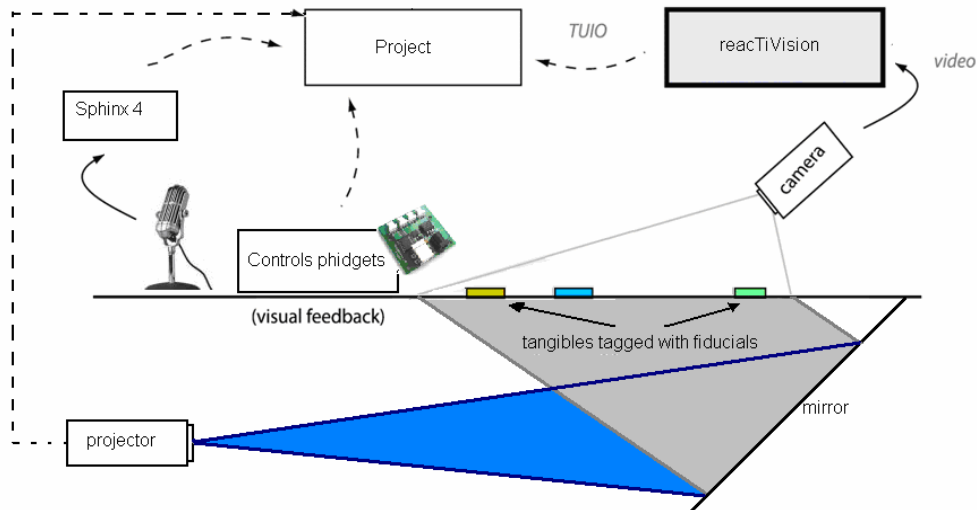 Project
TUIO
reacTiVision
video
Sphinx 4
camera
Controls phidgets
(visual feedback)
tangibles tagged with fiducials
mirror
projector